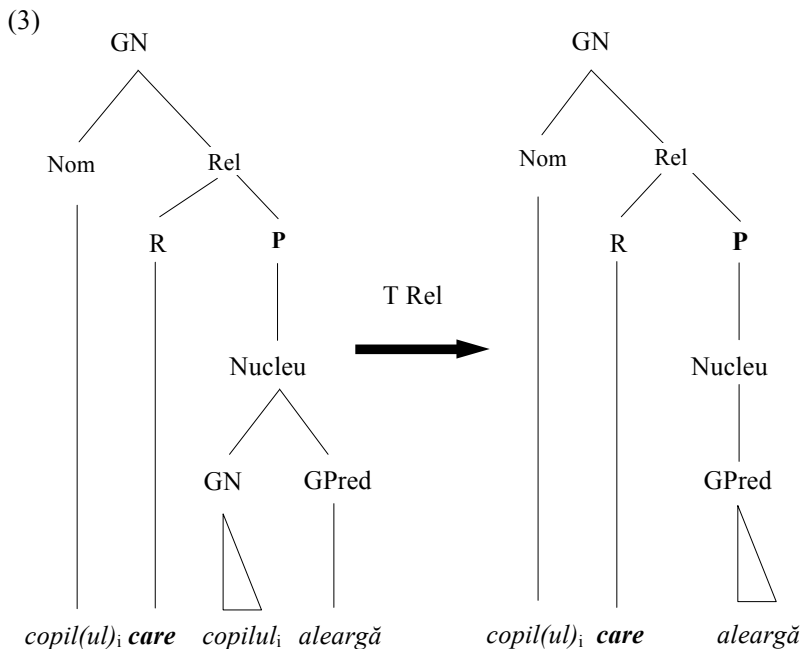 (3)
GN GN
Nom Rel Nom Rel
R P R P
T Rel
Nucleu Nucleu
GN GPred GPred
copil(ul)i care copiluli aleargă copil(ul)i care aleargă